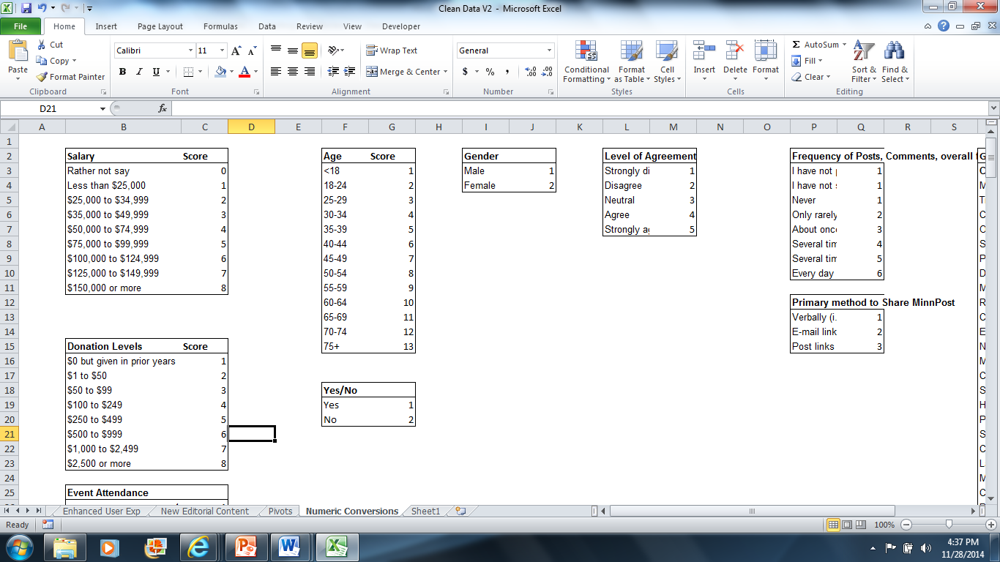 Clean Data V2 - Microsoft Excel
File Home Insert Page Layout Formulas Data Review View Developer
Paste Cut Copy Format Painter Clipboard
Calibri 11 B I U A Font
Wrap Text Merge & Center Alignment
General $ % , Number
Conditional Formatting Format as Table Cell Styles Styles
Insert Delete Format Cells
Σ AutoSum Fill Clear Sort & Filter Find & Select Editing
D21 fx
A B C D E F G H I J K L M N O P Q R S
1
2 Salary Score Age Score Gender Level of Agreement Frequency of Posts, Comments, overall
3 Rather not say 0 <18 1 Male 1 Strongly di 1 I have not 1
4 Less than $25,000 1 18-24 2 Female 2 Disagree 2 I have not 1
5 $25,000 to $34,999 2 25-29 3 Neutral 3 Never 1
6 $35,000 to $49,999 3 30-34 4 Agree 4 Only rarely 2
7 $50,000 to $74,999 4 35-39 5 Strongly 5 About 3
8 $75,000 to $99,999 5 40-44 6 Several tim 4
9 $100,000 to $124,999 6 45-49 7 Several tim 5
10 $125,000 to $149,999 7 50-54 8 Every day 6
11 $150,000 or more 8 55-59 9
12 60-64 10 Primary method to Share MinnPost
13 65-69 11 Verbally (i. 1
14 70-74 12 E-mail link 2
15 Donation Levels Score 75+ 13 Post links 3
16 $0 but given in prior years 1
17 $1 to $50 2
18 $50 to $99 3 Yes/No
19 $100 to $249 4 Yes 1
20 $250 to $499 5 No 2
21 $500 to $999 6
22 $1,000 to $2,499 7
23 $2,500 or more 8
24
25 Event Attendance
Enhanced User Exp New Editorial Content Pivots Numeric Conversions Sheet1
Ready 100%
4:37 PM
11/28/2014